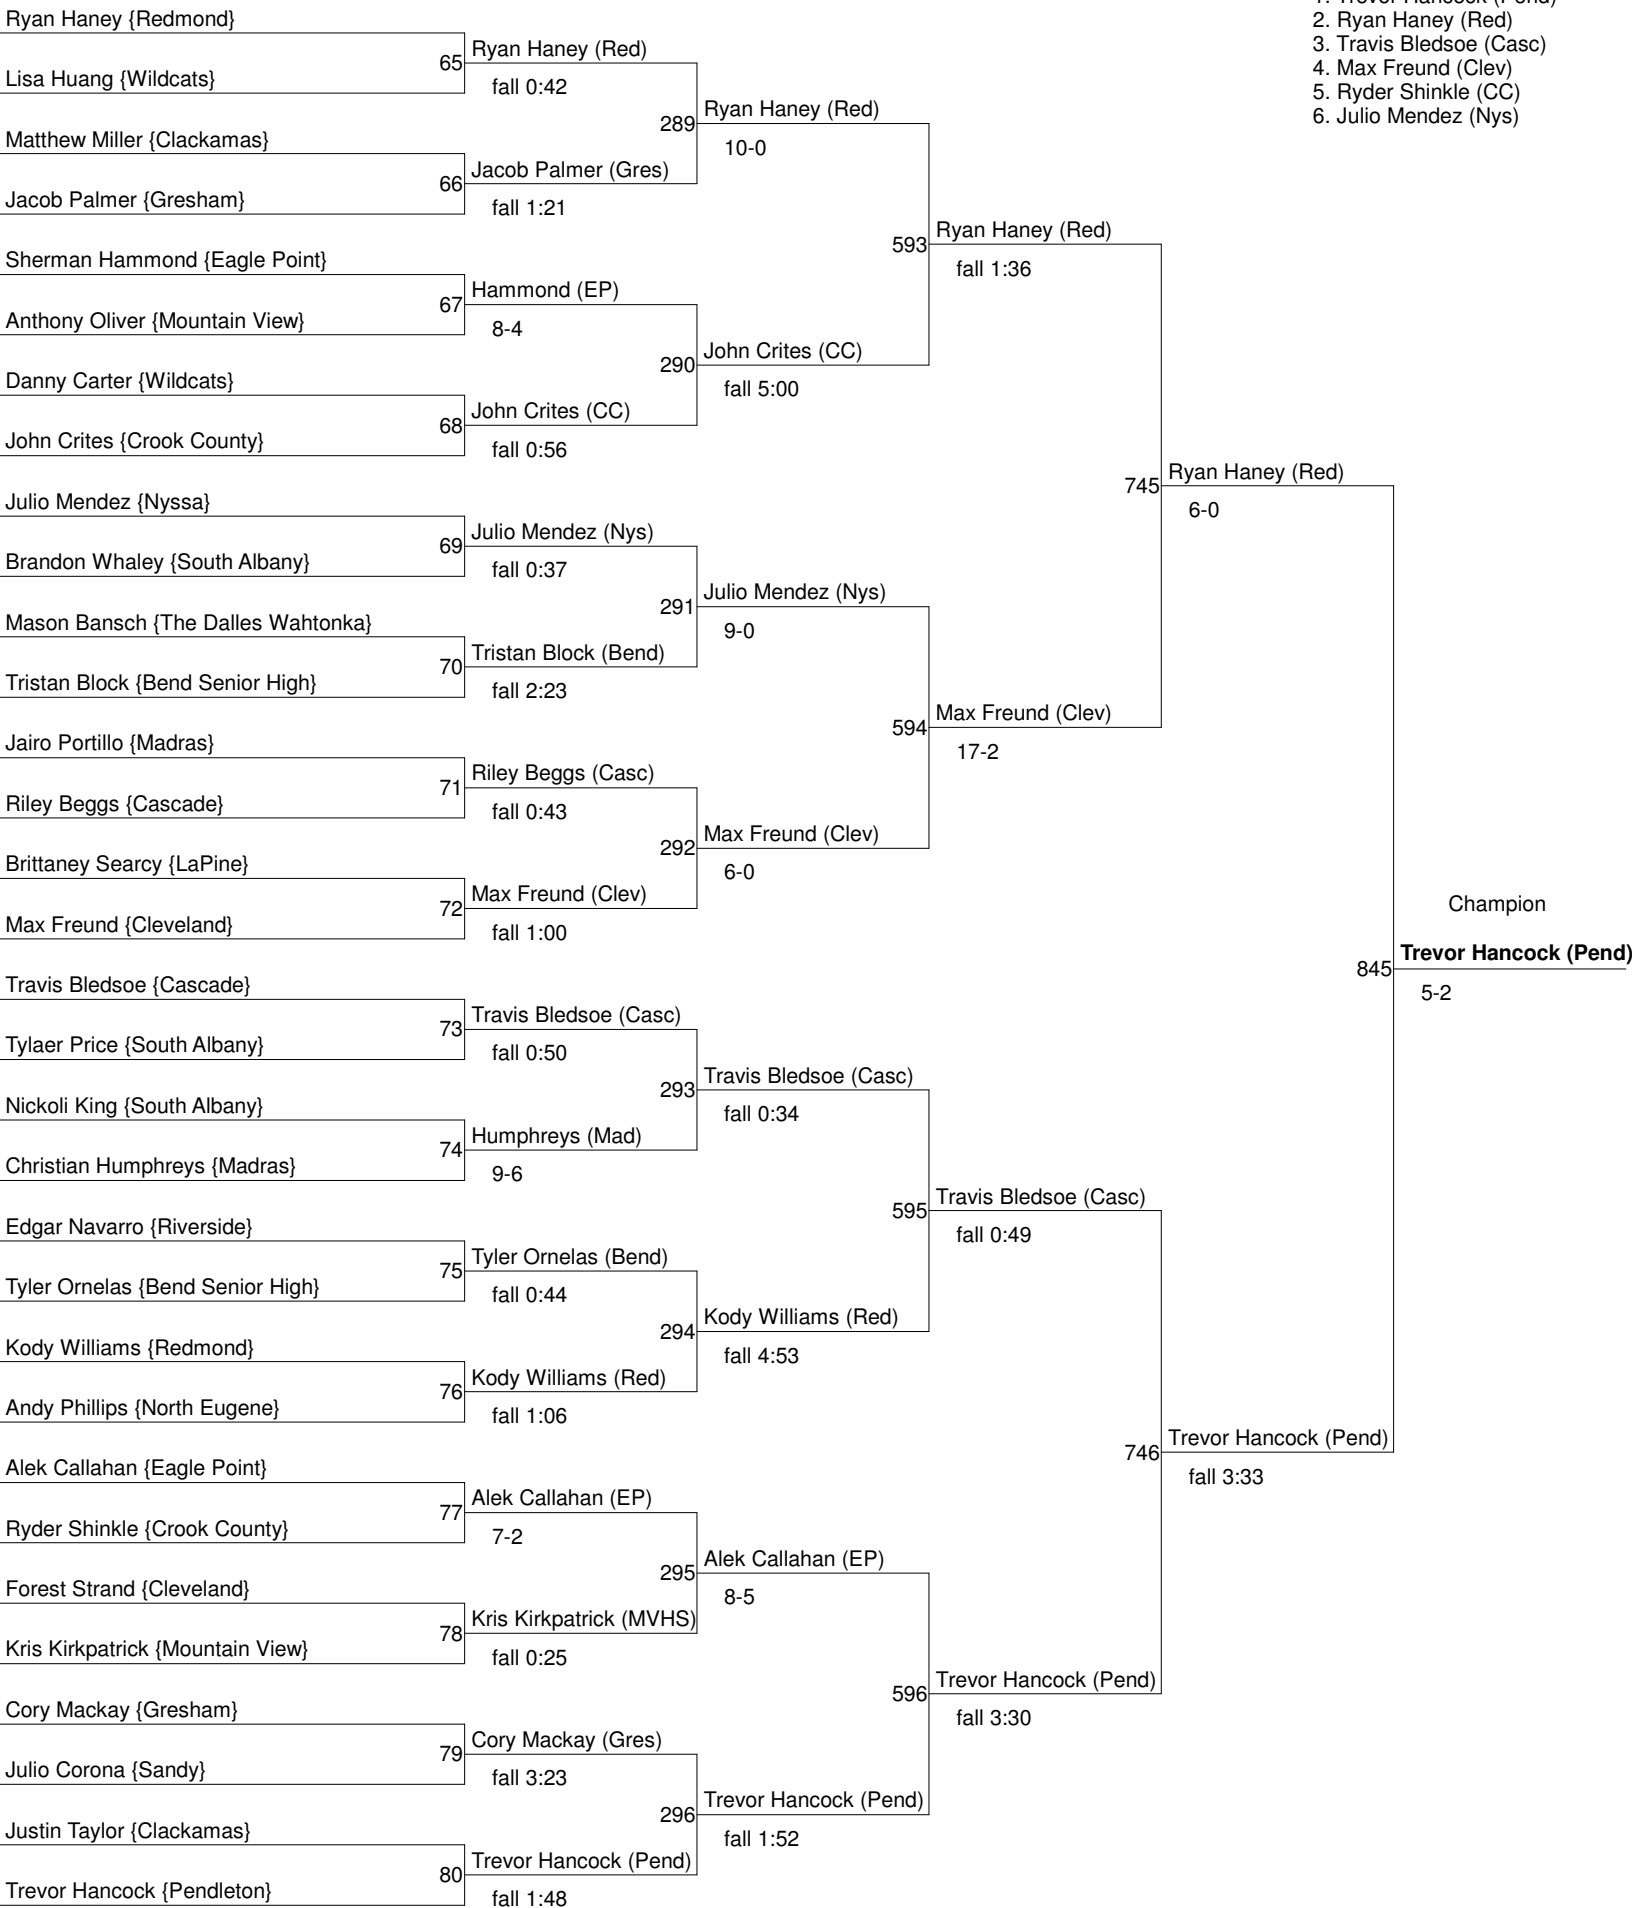 1. Trevor Hancock (Pend)
2. Ryan Haney (Red)
3. Travis Bledsoe (Casc)
4. Max Freund (Clev)
5. Ryder Shinkle (CC)
6. Julio Mendez (Nys)
Ryan Haney {Redmond}
Lisa Huang {Wildcats}
Matthew Miller {Clackamas}
Jacob Palmer {Gresham}
Sherman Hammond {Eagle Point}
Anthony Oliver {Mountain View}
Danny Carter {Wildcats}
John Crites {Crook County}
Julio Mendez {Nyssa}
Brandon Whaley {South Albany}
Mason Bansch {The Dalles Wahtonka}
Tristan Block {Bend Senior High}
Jairo Portillo {Madras}
Riley Beggs {Cascade}
Brittaney Searcy {LaPine}
Max Freund {Cleveland}
Travis Bledsoe {Cascade}
Tylaer Price {South Albany}
Nickoli King {South Albany}
Christian Humphreys {Madras}
Edgar Navarro {Riverside}
Tyler Ornelas {Bend Senior High}
Kody Williams {Redmond}
Andy Phillips {North Eugene}
Alek Callahan {Eagle Point}
Ryder Shinkle {Crook County}
Forest Strand {Cleveland}
Kris Kirkpatrick {Mountain View}
Cory Mackay {Gresham}
Julio Corona {Sandy}
Justin Taylor {Clackamas}
Trevor Hancock {Pendleton}
65 Ryan Haney (Red)
fall 0:42
66 Jacob Palmer (Gres)
fall 1:21
67 Hammond (EP)
8-4
68 John Crites (CC)
fall 0:56
69 Julio Mendez (Nys)
fall 0:37
70 Tristan Block (Bend)
fall 2:23
71 Riley Beggs (Casc)
fall 0:43
72 Max Freund (Clev)
fall 1:00
73 Travis Bledsoe (Casc)
fall 0:50
74 Humphreys (Mad)
9-6
75 Tyler Ornelas (Bend)
fall 0:44
76 Kody Williams (Red)
fall 1:06
77 Alek Callahan (EP)
7-2
78 Kris Kirkpatrick (MVHS)
fall 0:25
79 Cory Mackay (Gres)
fall 3:23
80 Trevor Hancock (Pend)
fall 1:48
289 Ryan Haney (Red)
10-0
290 John Crites (CC)
fall 5:00
291 Julio Mendez (Nys)
9-0
292 Max Freund (Clev)
6-0
293 Travis Bledsoe (Casc)
fall 0:34
294 Kody Williams (Red)
fall 4:53
295 Alek Callahan (EP)
8-5
296 Trevor Hancock (Pend)
fall 1:52
593 Ryan Haney (Red)
fall 1:36
594 Max Freund (Clev)
17-2
595 Travis Bledsoe (Casc)
fall 0:49
596 Trevor Hancock (Pend)
fall 3:30
745 Ryan Haney (Red)
6-0
746 Trevor Hancock (Pend)
fall 3:33
Champion
845 Trevor Hancock (Pend)
5-2